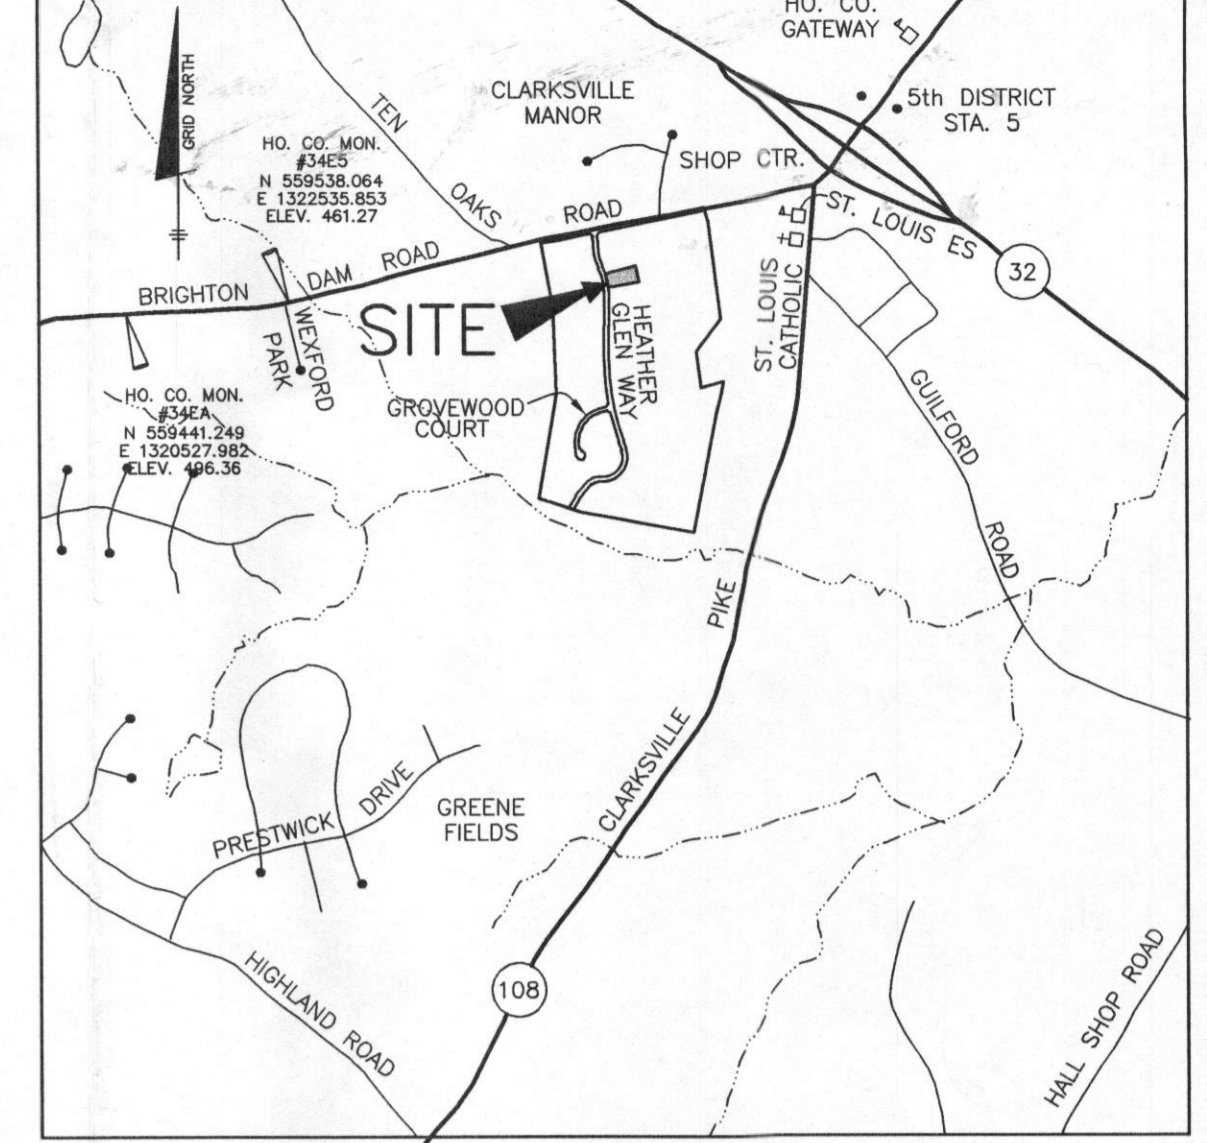 HO. CO.
GATEWAY
GRID NORTH
TEN
OAKS
CLARKSVILLE
MANOR
5th DISTRICT
STA. 5
HO. CO. MON.
#34E5
N 559538.064
E 1322535.853
ELEV. 461.27
SHOP CTR.
BRIGHTON DAM ROAD
ROAD
ST. LOUIS ES
ST. LOUIS
CATHOLIC
32
SITE
HEATHER
GLEN WAY
WEXFORD
PARK
GROVEWOOD
COURT
HO. CO. MON.
#34EA
N 559441.249
E 1320527.982
ELEV. 496.36
GUILFORD ROAD
CLARKSVILLE PIKE
PRESTWICK DRIVE
GREENE
FIELDS
108
HIGHLAND ROAD
HALL SHOP ROAD